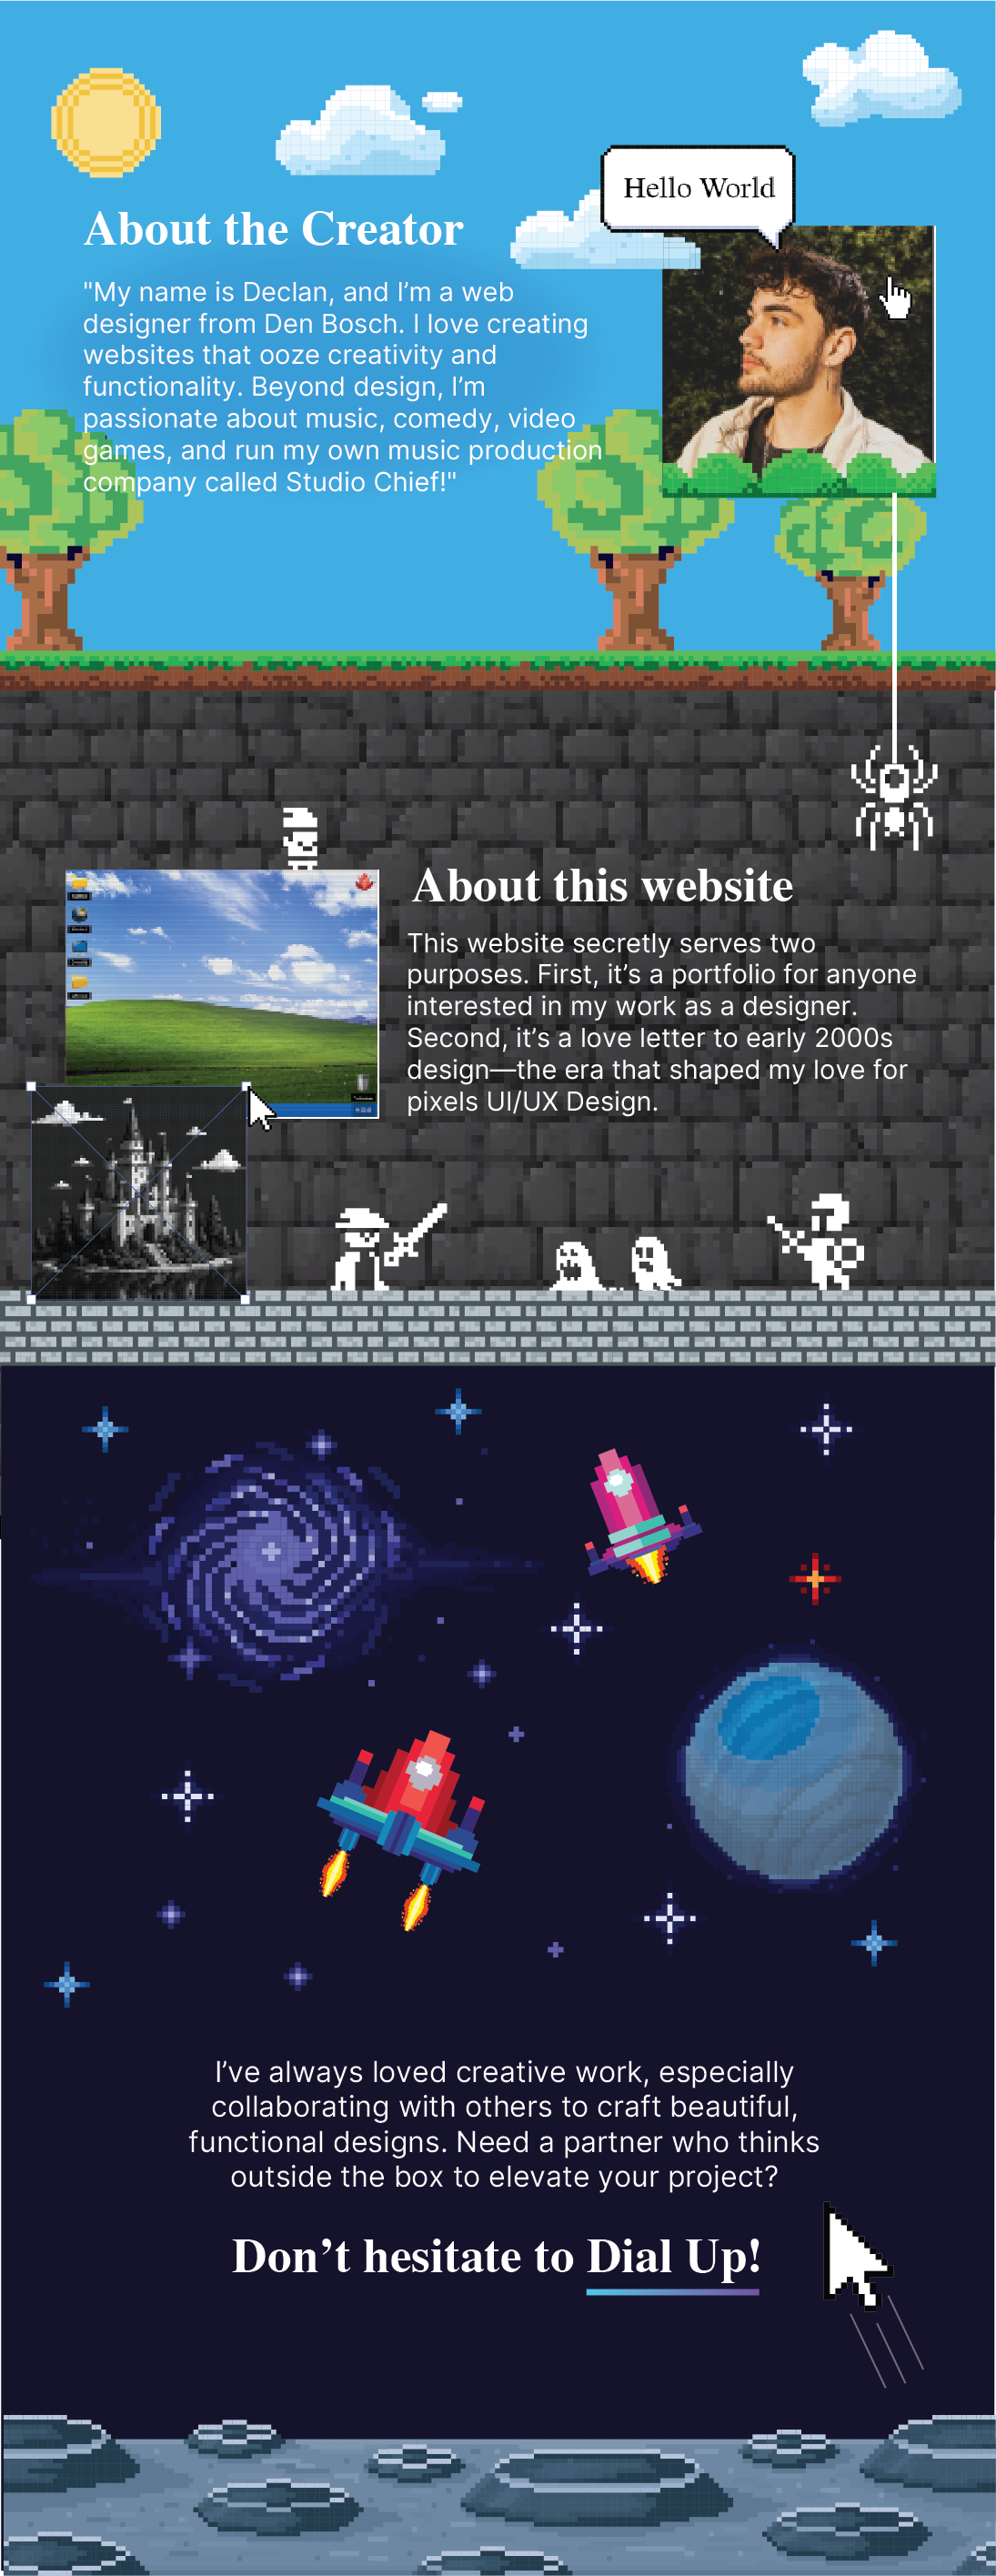 Hello World
About the Creator
"My name is Declan, and I’m a web
designer from Den Bosch. I love creating
websites that ooze creativity and
functionality. Beyond design, I’m
passionate about music, comedy, video
games, and run my own music production
company called Studio Chief!"
About this website
This website secretly serves two
purposes. First, it’s a portfolio for anyone
interested in my work as a designer.
Second, it’s a love letter to early 2000s
design—the era that shaped my love for
pixels UI/UX Design.
I’ve always loved creative work, especially
collaborating with others to craft beautiful,
functional designs. Need a partner who thinks
outside the box to elevate your project?
Don’t hesitate to Dial Up!